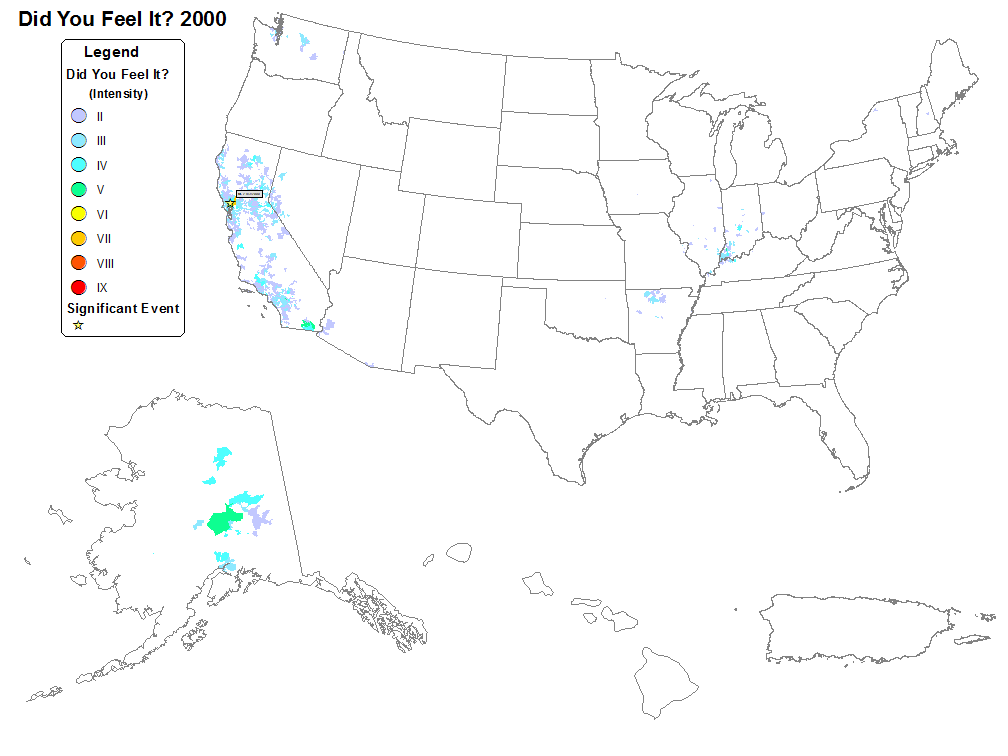 Did You Feel It? 2000
Legend
Did You Feel It?
(Intensity)
II
III
IV
V
VI
VII
VIII
IX
Significant Event